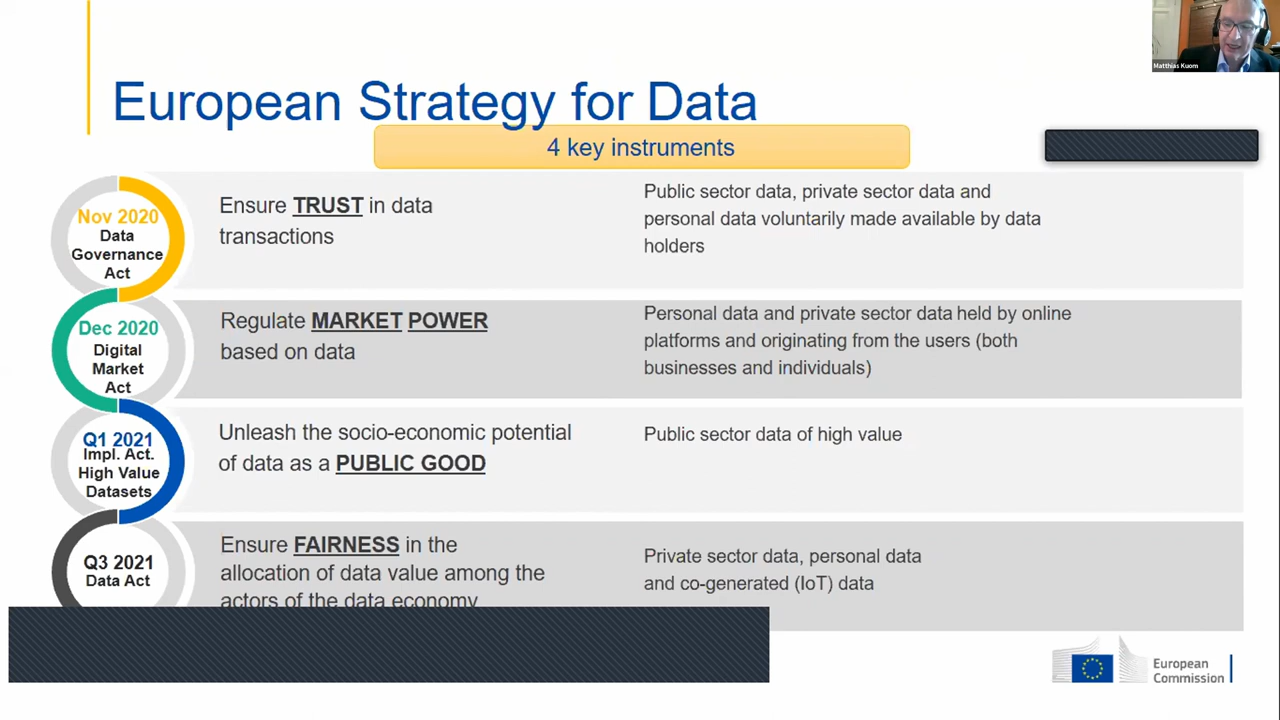 Matthias Kuom
European Strategy for Data
4 key instruments
Nov 2020
Data
Governance
Act
Ensure TRUST in data
transactions
Public sector data, private sector data and
personal data voluntarily made available by data
holders
Dec 2020
Digital
Market
Act
Regulate MARKET POWER
based on data
Personal data and private sector data held by online
platforms and originating from the users (both
businesses and individuals)
Q1 2021
Impl. Act.
High Value
Datasets
Unleash the socio-economic potential
of data as a PUBLIC GOOD
Public sector data of high value
Q3 2021
Data Act
Ensure FAIRNESS in the
allocation of data value among the
actors of the data economy
Private sector data, personal data
and co-generated (IoT) data
European
Commission